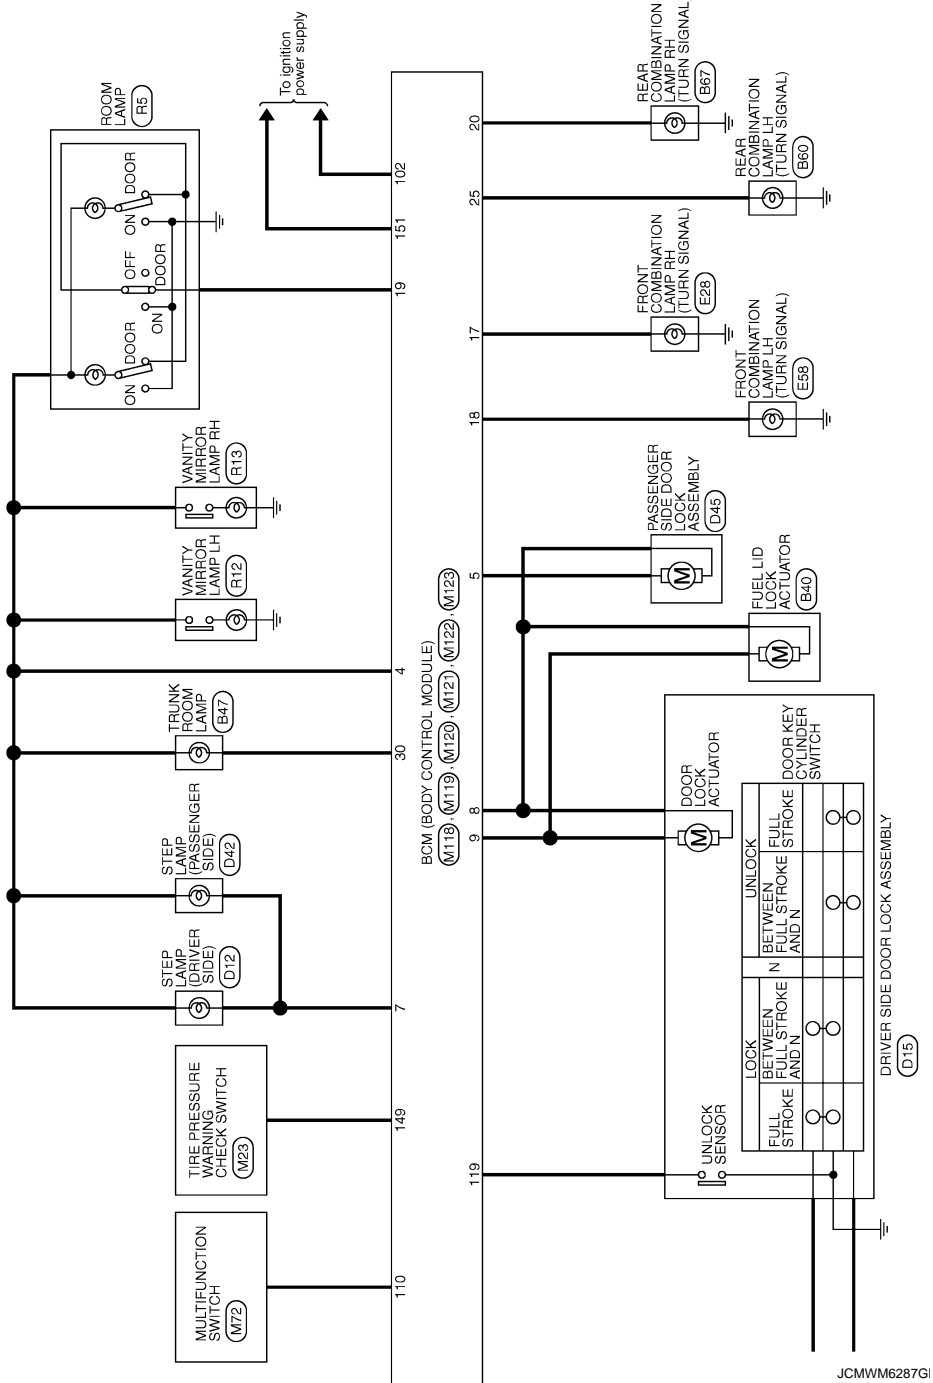 To ignition
power supply
ROOM
LAMP
R5
DOOR
ON
OFF
DOOR
ON
DOOR
ON
VANITY
MIRROR
LAMP RH
R13
VANITY
MIRROR
LAMP LH
R12
TRUNK
ROOM
LAMP
B47
STEP
LAMP
(PASSENGER
SIDE)
D42
STEP
LAMP
(DRIVER
SIDE)
D12
TIRE PRESSURE
WARNING
CHECK SWITCH
M23
MULTIFUNCTION
SWITCH
M72
102
151
19
4
30
7
149
110
BCM (BODY CONTROL MODULE)
M118 , M119 , M120 , M121 , M122 , M123
20
25
17
18
5
8
9
119
REAR
COMBINATION
LAMP RH
(TURN SIGNAL)
B67
REAR
COMBINATION
LAMP LH
(TURN SIGNAL)
B60
FRONT
COMBINATION
LAMP RH
(TURN SIGNAL)
E28
FRONT
COMBINATION
LAMP LH
(TURN SIGNAL)
E58
PASSENGER
SIDE DOOR
LOCK
ASSEMBLY
D45
M
FUEL LID
LOCK
ACTUATOR
B40
M
DOOR
LOCK
ACTUATOR
M
DOOR KEY
CYLINDER
SWITCH
UNLOCK
FULL
STROKE
BETWEEN
FULL STROKE
AND N
N
LOCK
BETWEEN
FULL STROKE
AND N
FULL
STROKE
UNLOCK
SENSOR
DRIVER SIDE DOOR LOCK ASSEMBLY
D15